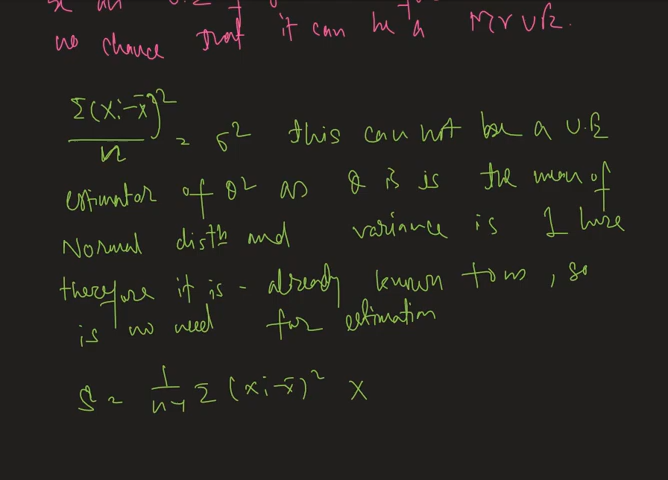 no chance that it can be a MVUE.
Σ(xi-x̄)²/n = σ² this can not be a U.E
estimator of θ² as θ is is the mean of
Normal distn and variance is 1 here
therefore it is - already known to us, so
is no need for estimation
S² = 1/n-1 Σ(xi-x̄)² X